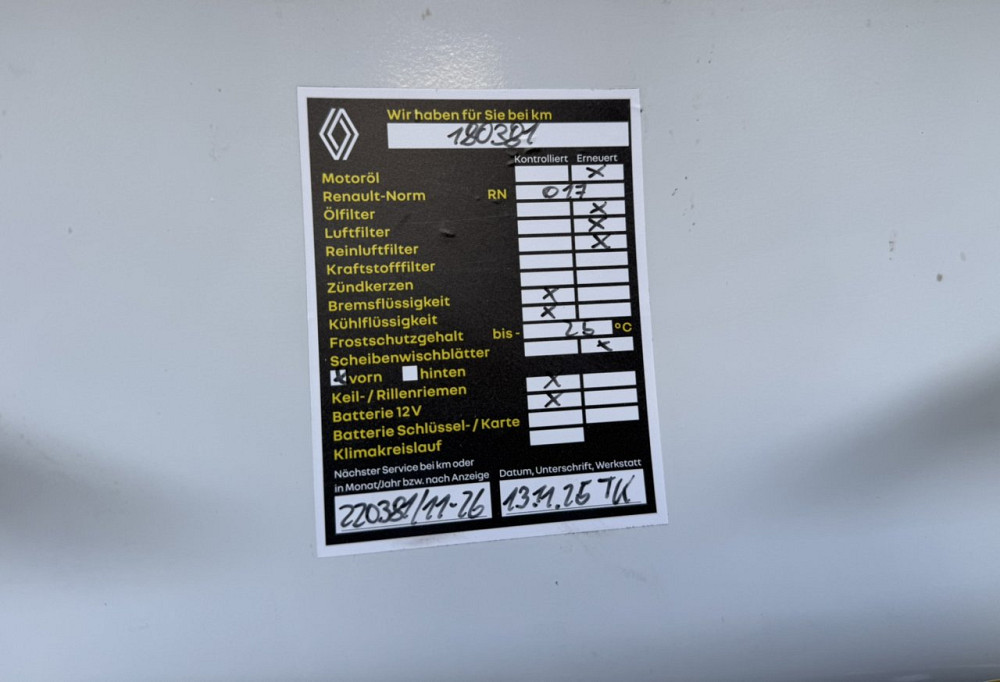 Wir haben für Sie bei km
180381
Kontrolliert Erneuert
Motoröl X
Renault-Norm RN 017
Ölfilter X
Luftfilter X
Reinluftfilter X
Kraftstofffilter
Zündkerzen
Bremsflüssigkeit X
Kühlflüssigkeit X
Frostschutzgehalt bis - 25 °C
Scheibenwischblätter X
X vorn hinten
Keil-/Rillenriemen X
Batterie 12V X
Batterie Schlüssel-/Karte
Klimakreislauf
Nächster Service bei km oder
in Monat/Jahr bzw. nach Anzeige
220381/11-26
Datum, Unterschrift, Werkstatt
13.11.25 TK